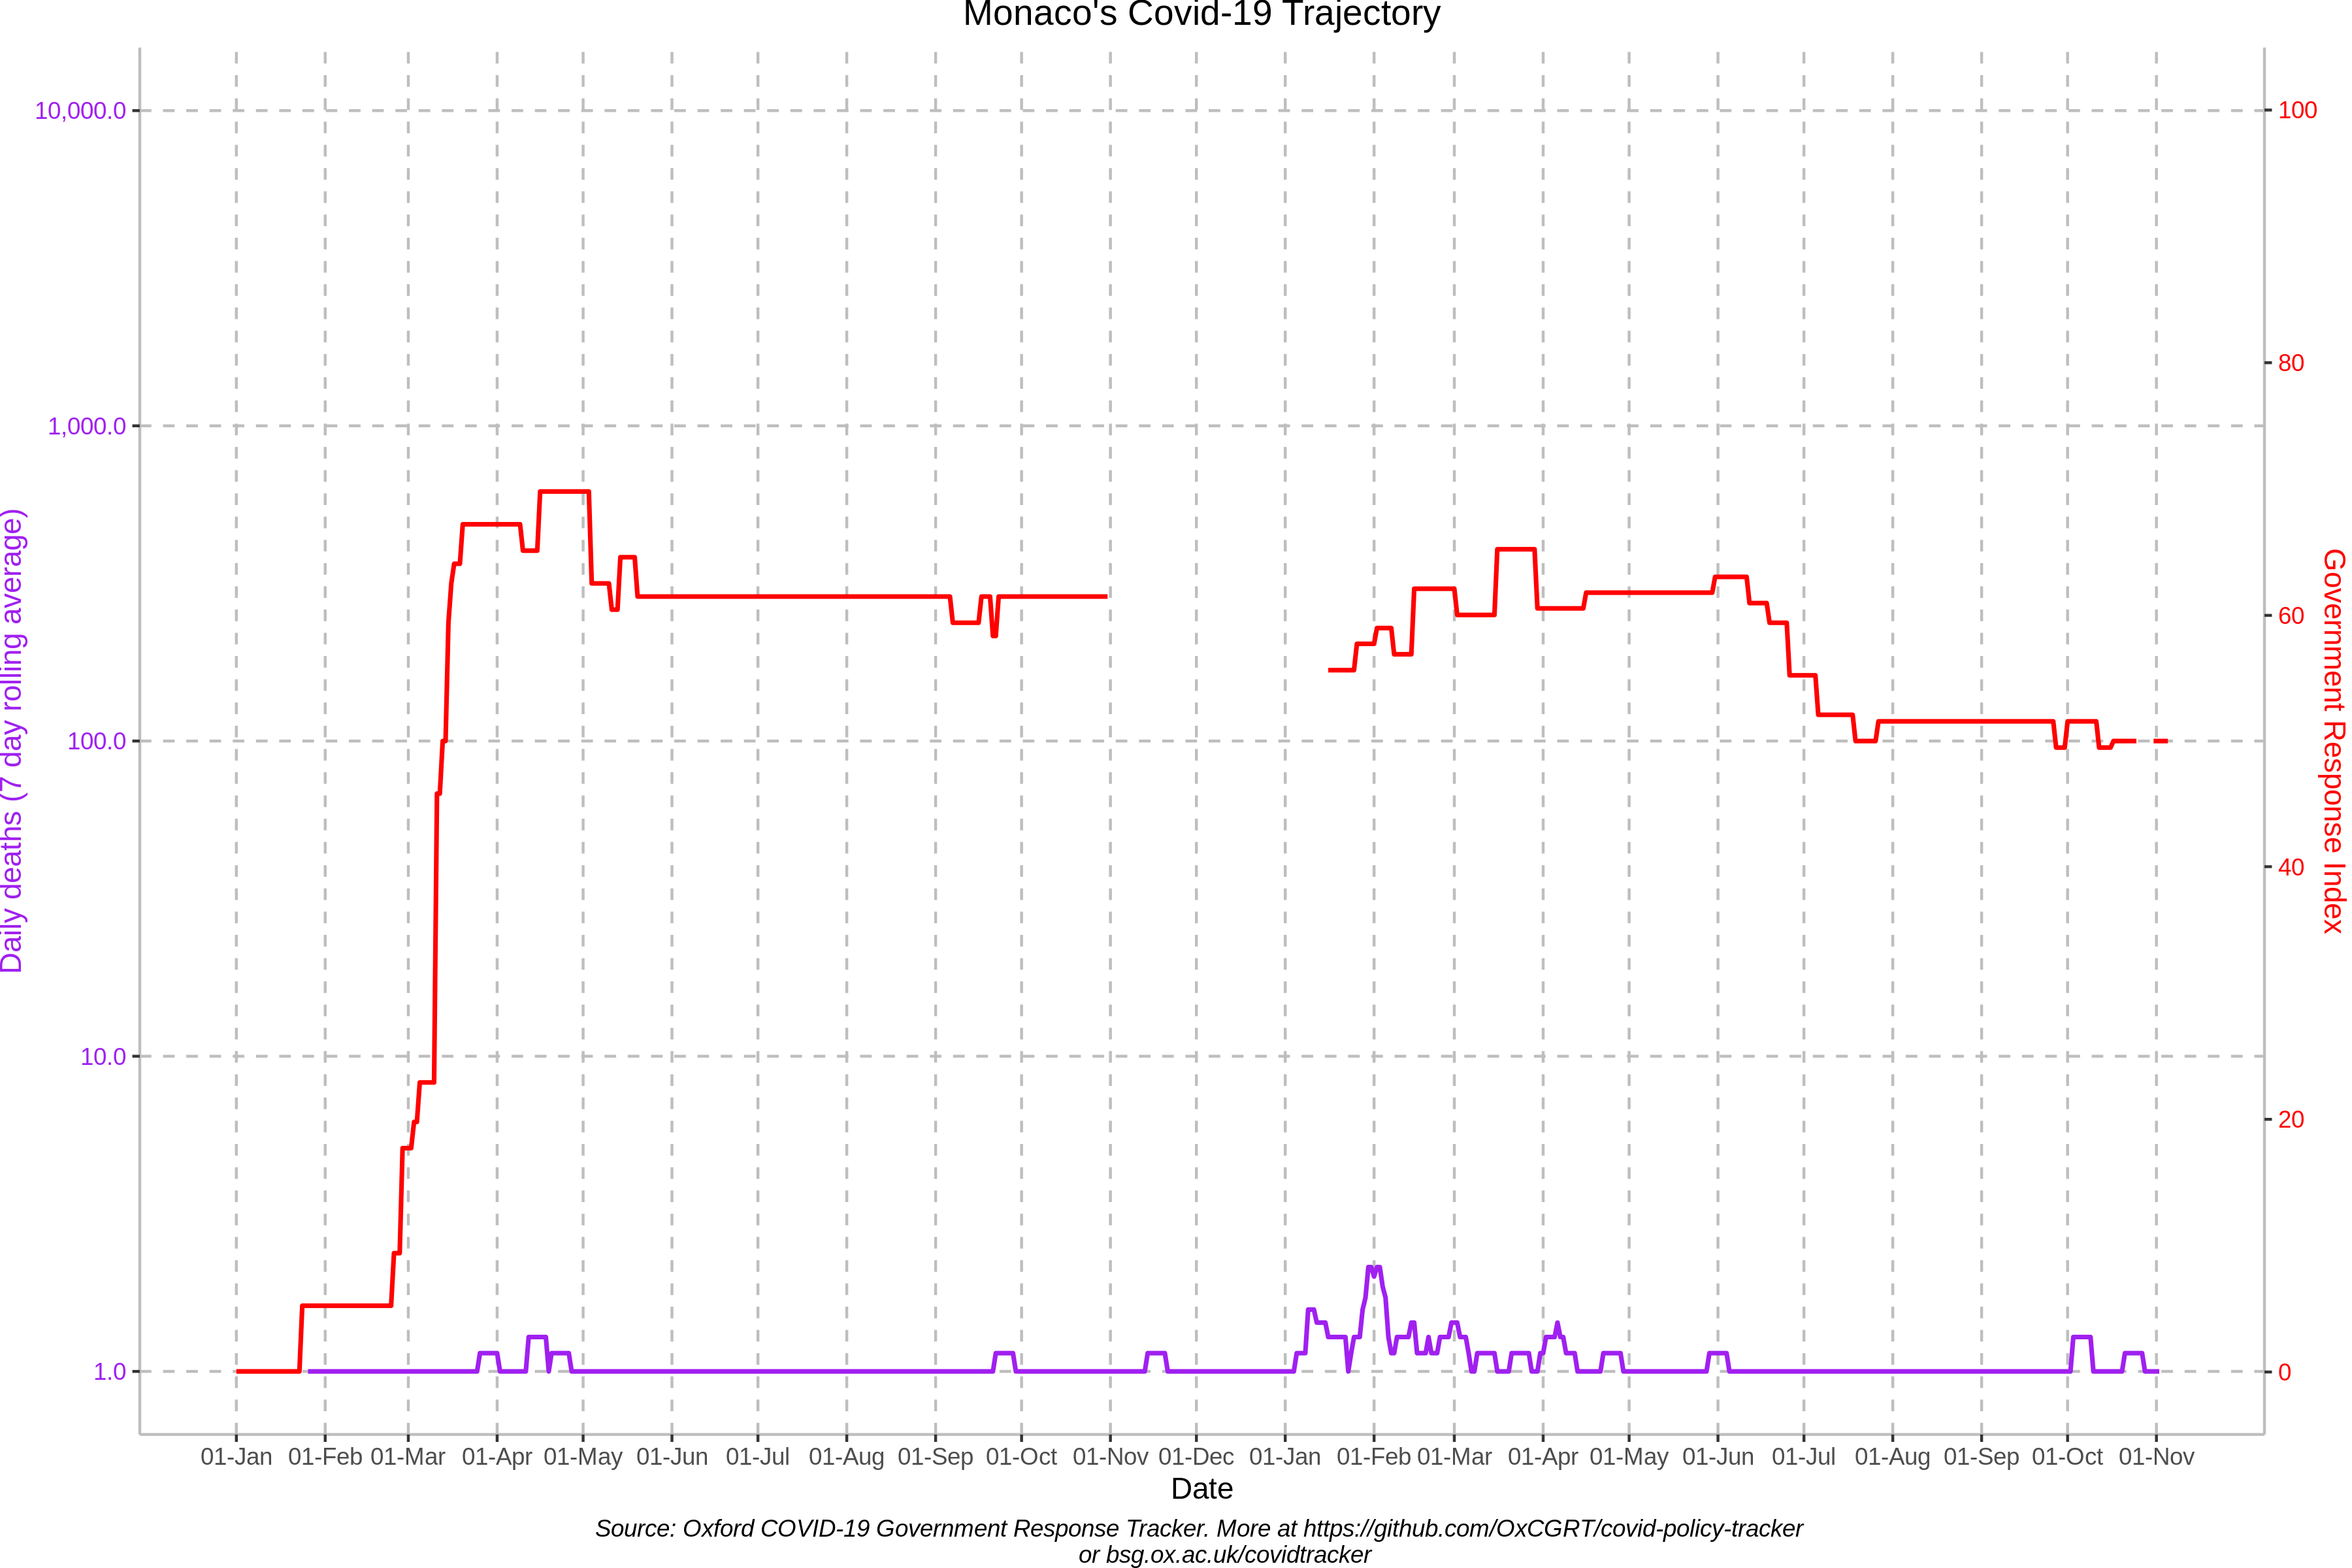 Monaco's Covid-19 Trajectory
10,000.0
1,000.0
100.0
10.0
1.0
Daily deaths (7 day rolling average)
100
80
60
40
20
0
Government Response Index
01-Jan 01-Feb 01-Mar 01-Apr 01-May 01-Jun 01-Jul 01-Aug 01-Sep 01-Oct 01-Nov 01-Dec 01-Jan 01-Feb 01-Mar 01-Apr 01-May 01-Jun 01-Jul 01-Aug 01-Sep 01-Oct 01-Nov
Date
Source: Oxford COVID-19 Government Response Tracker. More at https://github.com/OxCGRT/covid-policy-tracker
or bsg.ox.ac.uk/covidtracker